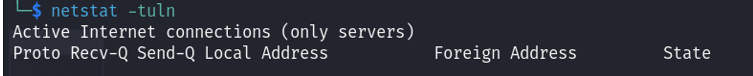 └─$ netstat -tuln
Active Internet connections (only servers)
Proto Recv-Q Send-Q Local Address           Foreign Address         State